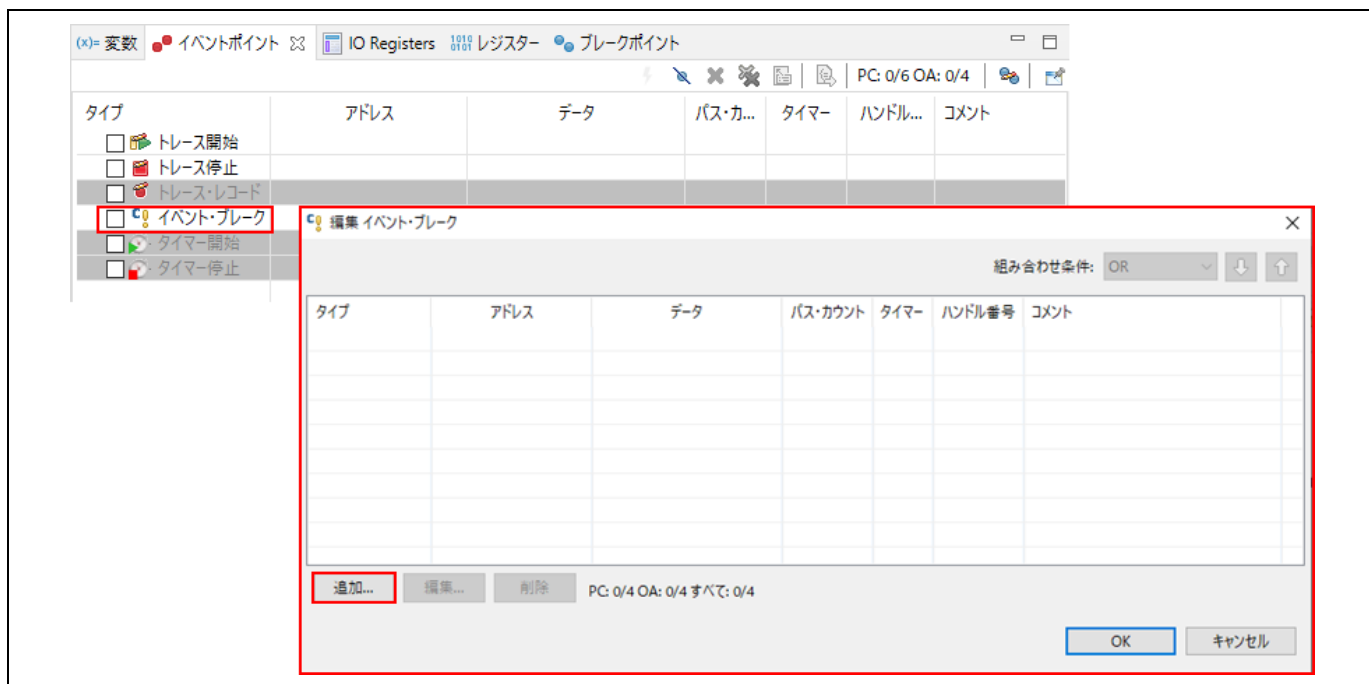 (x)= 変数 イベントポイント IO Registers 1010 0101 レジスター ブレークポイント
PC: 0/6 OA: 0/4
タイプ アドレス データ パス・カ... タイマー ハンドル... コメント
トレース開始
トレース停止
トレース・レコード
イベント・ブレーク
タイマー開始
タイマー停止
編集 イベント・ブレーク
組み合わせ条件: OR
タイプ アドレス データ パス・カウント タイマー ハンドル番号 コメント
追加... 編集... 削除 PC: 0/4 OA: 0/4 すべて: 0/4
OK キャンセル